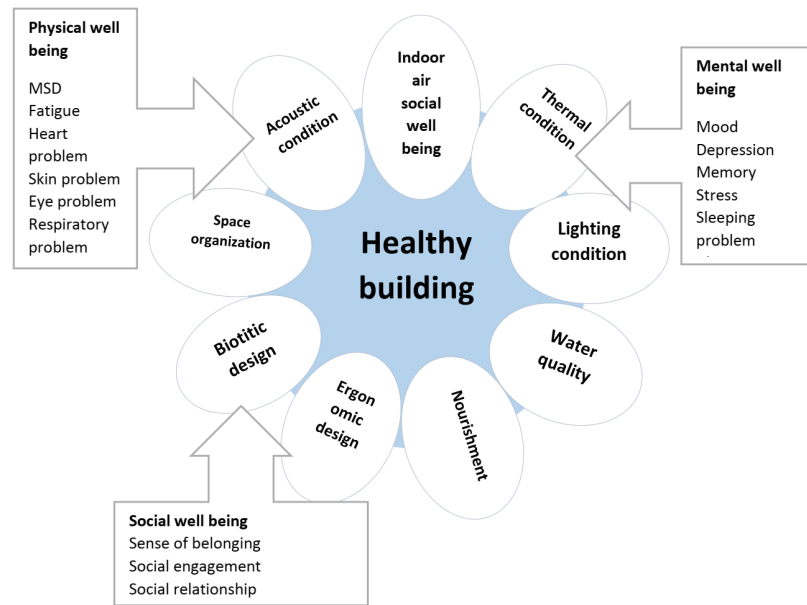 Physical well
being
MSD
Fatigue
Heart
problem
Skin problem
Eye problem
Respiratory
problem
Acoustic
condition
Indoor
air
social
well
being
Thermal
condition
Mental well
being
Mood
Depression
Memory
Stress
Sleeping
problem
Space
organization
Healthy
building
Lighting
condition
Biotitic
design
Ergon
omic
design
Nourishment
Water
quality
Social well being
Sense of belonging
Social engagement
Social relationship